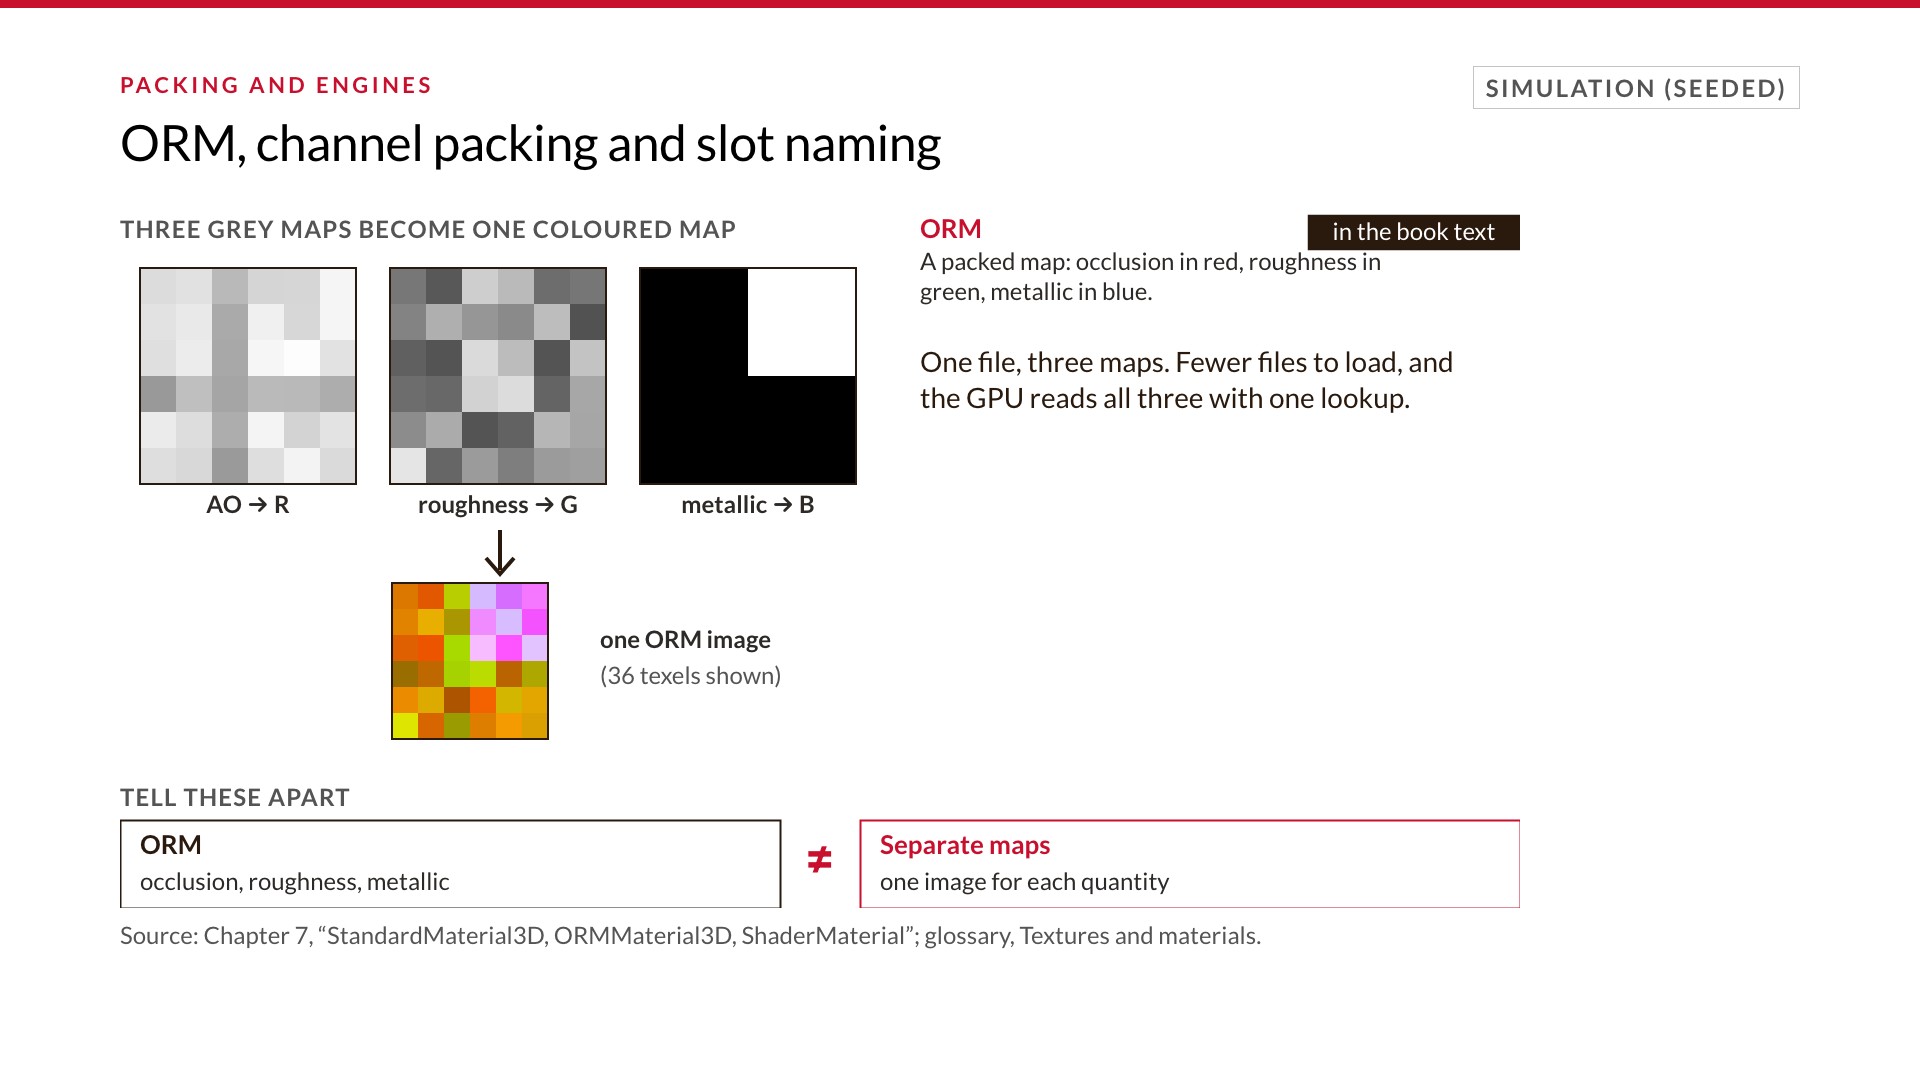 PACKING AND ENGINES
SIMULATION (SEEDED)
ORM, channel packing and slot naming
THREE GREY MAPS BECOME ONE COLOURED MAP
AO → R
roughness → G
metallic → B
one ORM image
(36 texels shown)
ORM
in the book text
A packed map: occlusion in red, roughness in
green, metallic in blue.
One file, three maps. Fewer files to load, and
the GPU reads all three with one lookup.
TELL THESE APART
ORM
occlusion, roughness, metallic
≠
Separate maps
one image for each quantity
Source: Chapter 7, “StandardMaterial3D, ORMMaterial3D, ShaderMaterial”; glossary, Textures and materials.